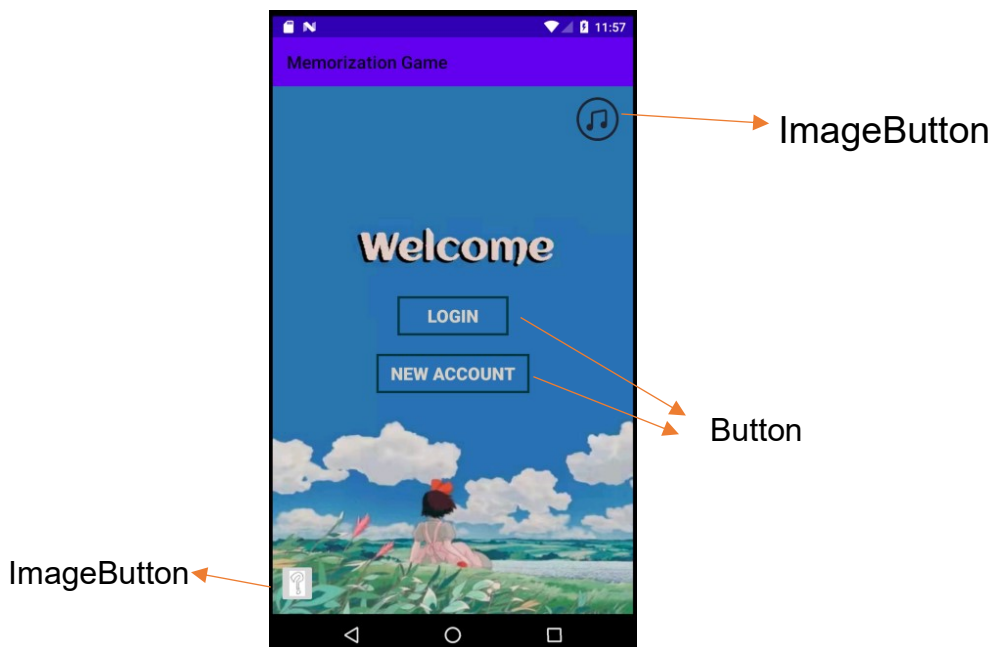 11:57
Memorization Game
ImageButton
Welcome
LOGIN
NEW ACCOUNT
Button
ImageButton